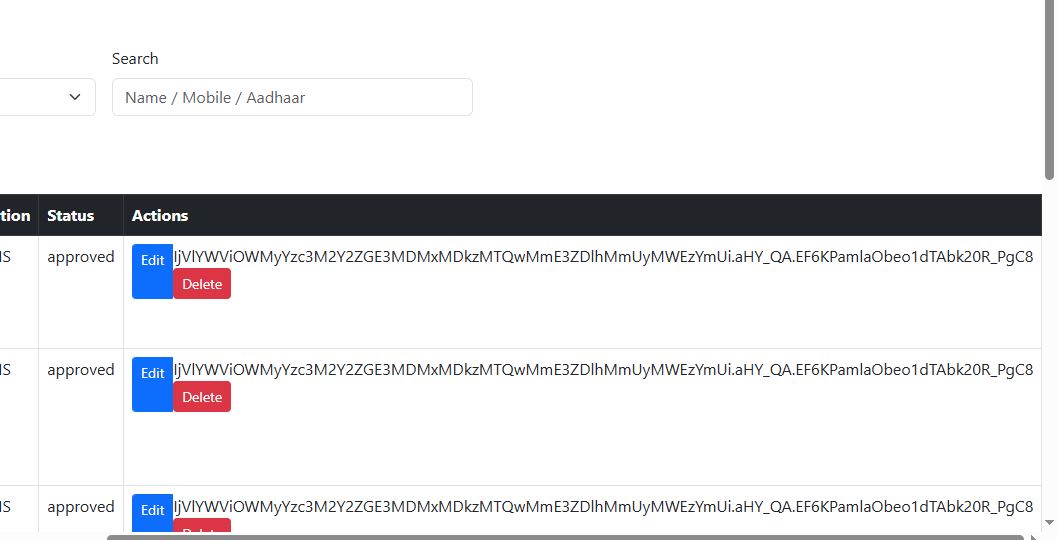 Search
Name / Mobile / Aadhaar
tion Status Actions
IS approved Edit IjVlYWViOWMyYzc3M2Y2ZGE3MDMxMDkzMTQwMmE3ZDlhMmUyMWEzYmUi.aHY_QA.EF6KPamlaObeo1dTAbk20R_PgC8
Delete
IS approved Edit IjVlYWViOWMyYzc3M2Y2ZGE3MDMxMDkzMTQwMmE3ZDlhMmUyMWEzYmUi.aHY_QA.EF6KPamlaObeo1dTAbk20R_PgC8
Delete
IS approved Edit IjVlYWViOWMyYzc3M2Y2ZGE3MDMxMDkzMTQwMmE3ZDlhMmUyMWEzYmUi.aHY_QA.EF6KPamlaObeo1dTAbk20R_PgC8
Delete